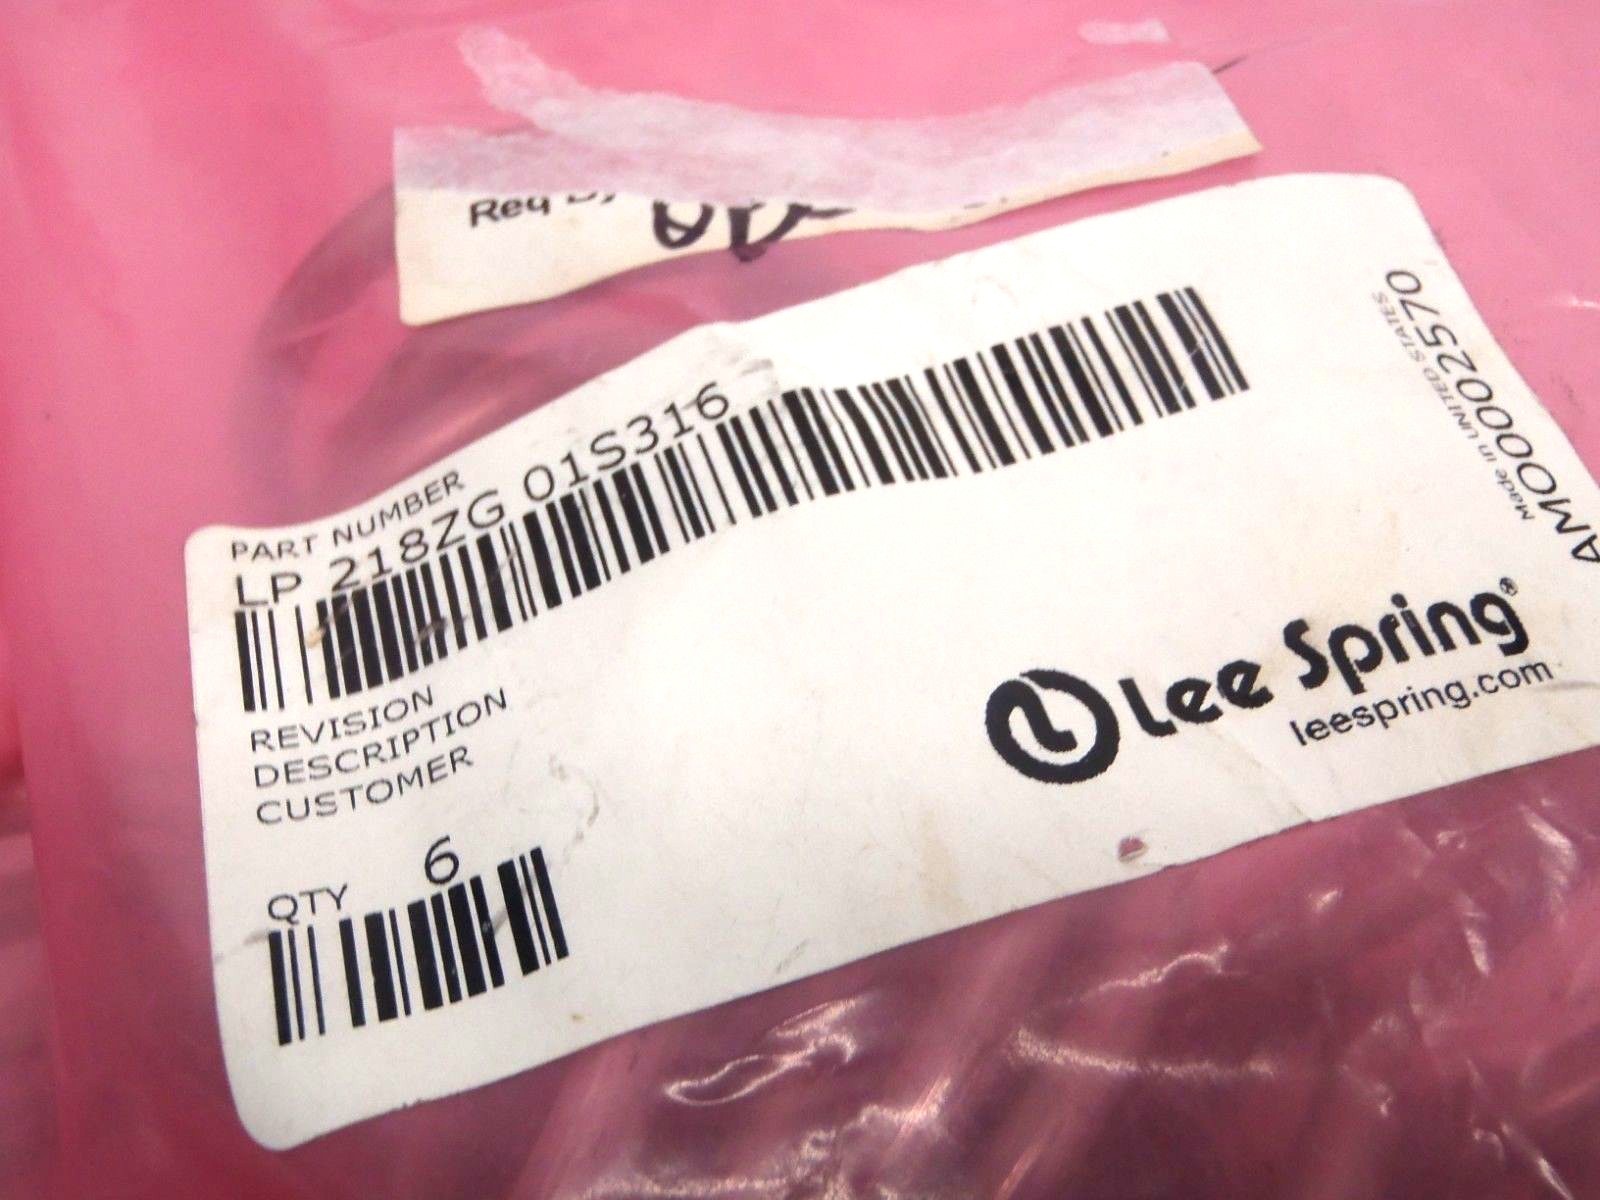 Req By
PART NUMBER
LP 218ZG 01S316
REVISION
DESCRIPTION
CUSTOMER
QTY 6
Lee Spring®
leespring.com
Made in UNITED STATES
AMO0002570